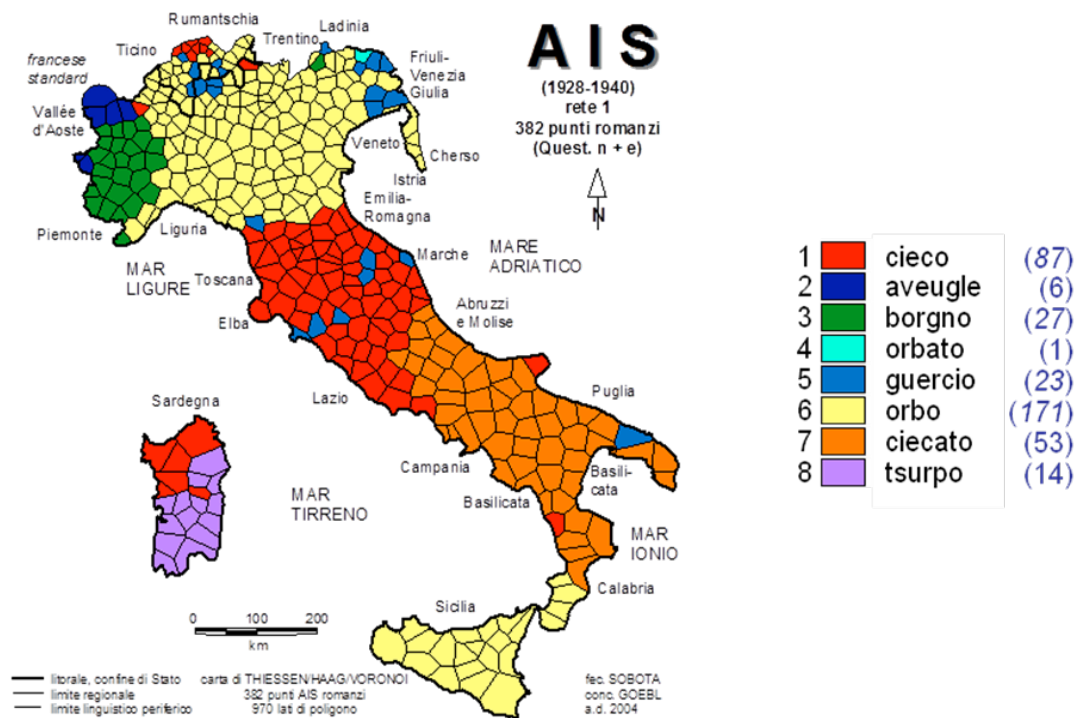 AIS
(1928-1940)
rete 1
382 punti romanzi
(Quest. n + e)
N
Rumantschia
Ladinia
Ticino
Trentino
francese
standard
Friuli-
Venezia
Giulia
Vallée
d'Aoste
Veneto
Cherso
Istria
Emilia-
Romagna
Piemonte
Liguria
MAR
LIGURE
Marche
MARE
ADRIATICO
Toscana
Elba
Abruzzi
e Molise
Lazio
Puglia
Sardegna
Campania
Basili-
cata
Basilicata
MAR
TIRRENO
MAR
IONIO
Calabria
Sicilia
0 100 200
km
litorale, confine di Stato
limite regionale
limite linguistico periferico
carta di THIESSEN/HAAG/VORONOI
382 punti AIS romanzi
970 lati di poligono
fec. SOBOTA
conc. GOEBL
a.d. 2004
1 cieco (87)
2 aveugle (6)
3 borgno (27)
4 orbato (1)
5 guercio (23)
6 orbo (171)
7 ciecato (53)
8 tsurpo (14)